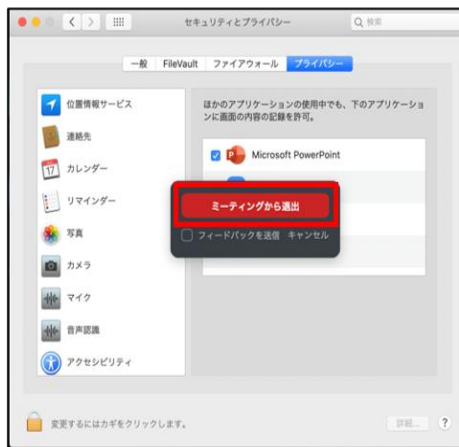 セキュリティとプライバシー
検索
一般
FileVault
ファイアウォール
プライバシー
位置情報サービス
連絡先
カレンダー
リマインダー
写真
カメラ
マイク
音声認識
アクセシビリティ
ほかのアプリケーションの使用中でも、下のアプリケーショ
ンに画面の内容の記録を許可。
Microsoft PowerPoint
ミーティングから退出
フィードバックを送信 キャンセル
変更するにはカギをクリックします。
詳細...
?